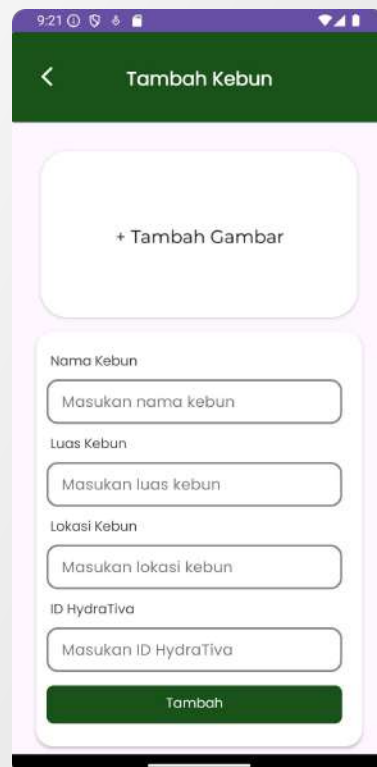 9:21
Tambah Kebun
+ Tambah Gambar
Nama Kebun
Masukan nama kebun
Luas Kebun
Masukan luas kebun
Lokasi Kebun
Masukan lokasi kebun
ID HydraTiva
Masukan ID HydraTiva
Tambah